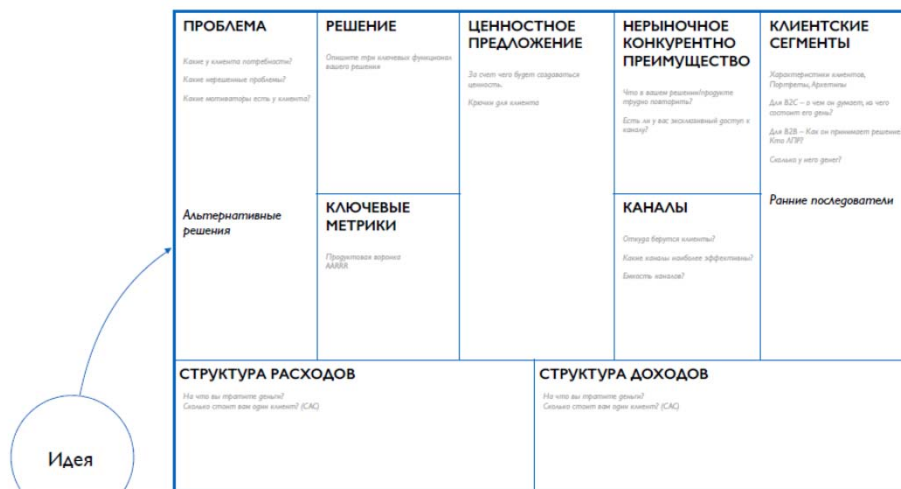 ПРОБЛЕМА
Какие у клиента потребности?
Какие нерешенные проблемы?
Какие мотиваторы есть у клиента?
Альтернативные
решения
РЕШЕНИЕ
Опишите три ключевых функционал
вашего решения
КЛЮЧЕВЫЕ
МЕТРИКИ
Продуктовая воронка
AARRR
ЦЕННОСТНОЕ
ПРЕДЛОЖЕНИЕ
За счет чего будет создаваться
ценность.
Крючки для клиента
НЕРЫНОЧНОЕ
КОНКУРЕНТНО
ПРЕИМУЩЕСТВО
Что в вашем решении/продукте
трудно повторить?
Есть ли у вас эксклюзивный доступ к
каналу?
КАНАЛЫ
Откуда берутся клиенты?
Какие каналы наиболее эффективны?
Емкость каналов?
КЛИЕНТСКИЕ
СЕГМЕНТЫ
Характеристики клиентов,
Портреты, Архетипы
Для B2C – о чем он думает, из чего
состоит его день?
Для B2B – Как он принимает решение
Кто ЛПР?
Сколько у него денег?
Ранние последователи
СТРУКТУРА РАСХОДОВ
На что вы тратите деньги?
Сколько стоит вам один клиент? (CAC)
СТРУКТУРА ДОХОДОВ
На что вы тратите деньги?
Сколько стоит вам один клиент? (CAC)
Идея